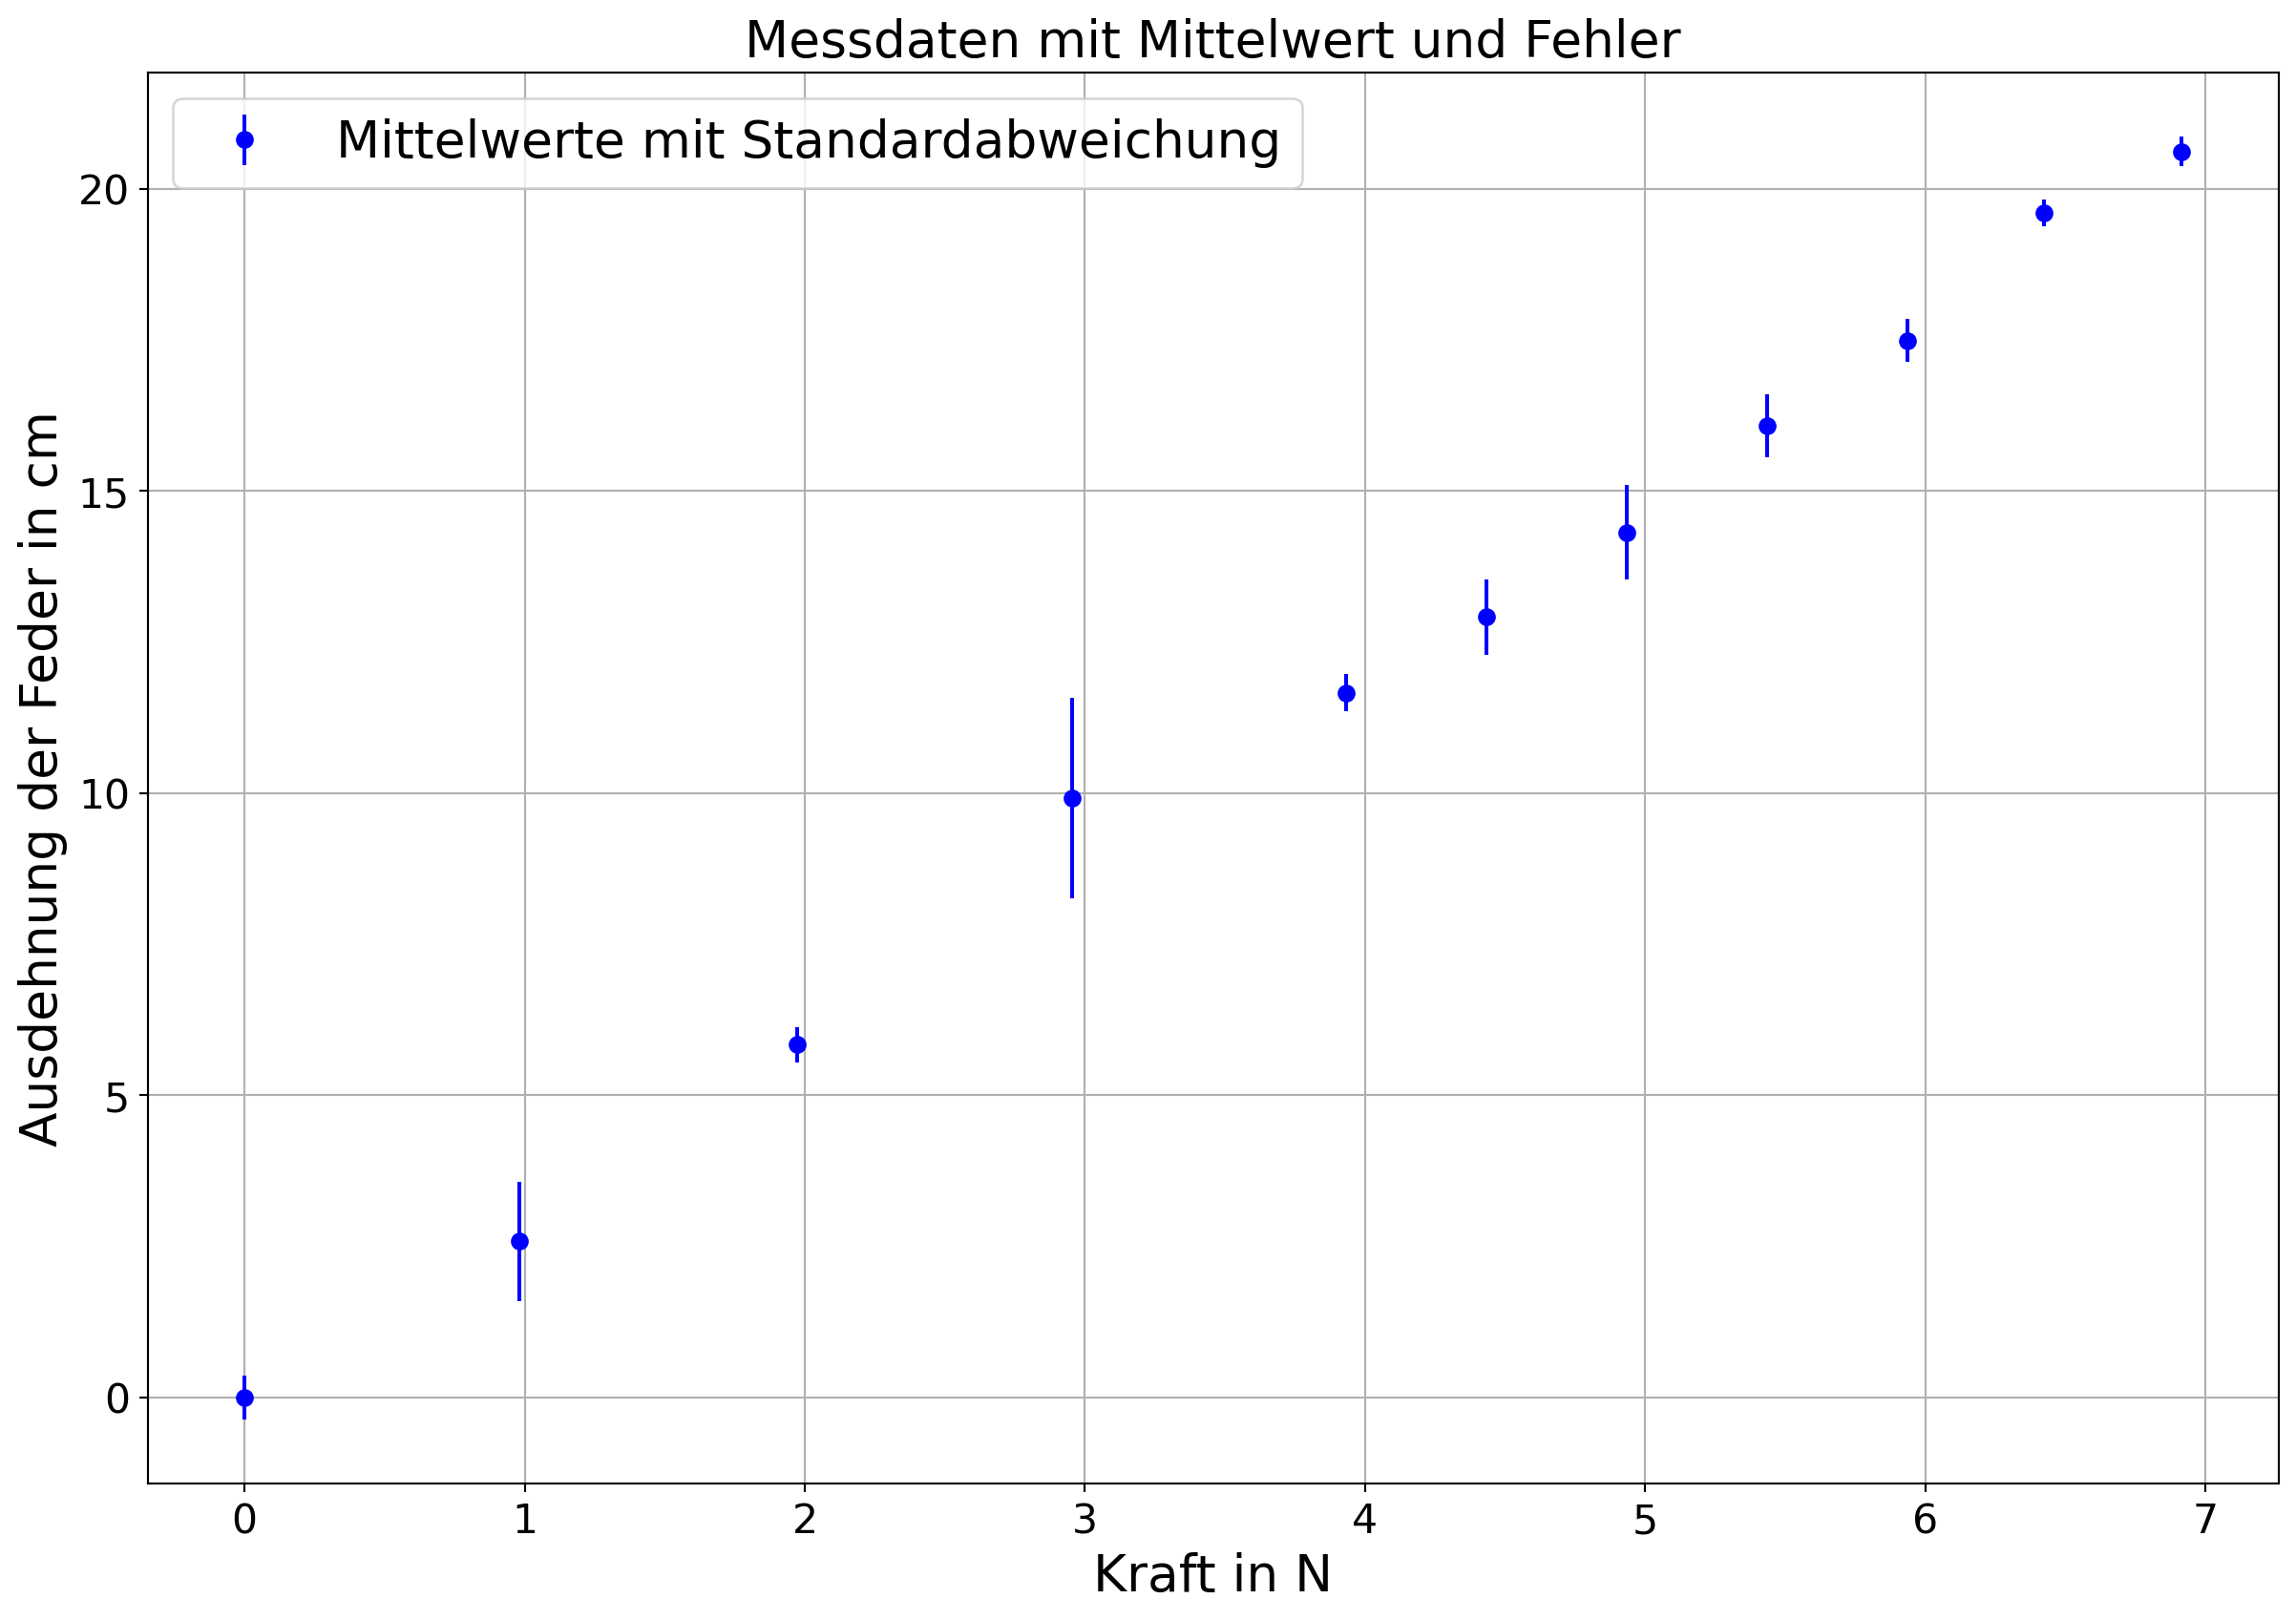 Messdaten mit Mittelwert und Fehler
Mittelwerte mit Standardabweichung
Ausdehnung der Feder in cm
20
15
10
5
0
0 1 2 3 4 5 6 7
Kraft in N